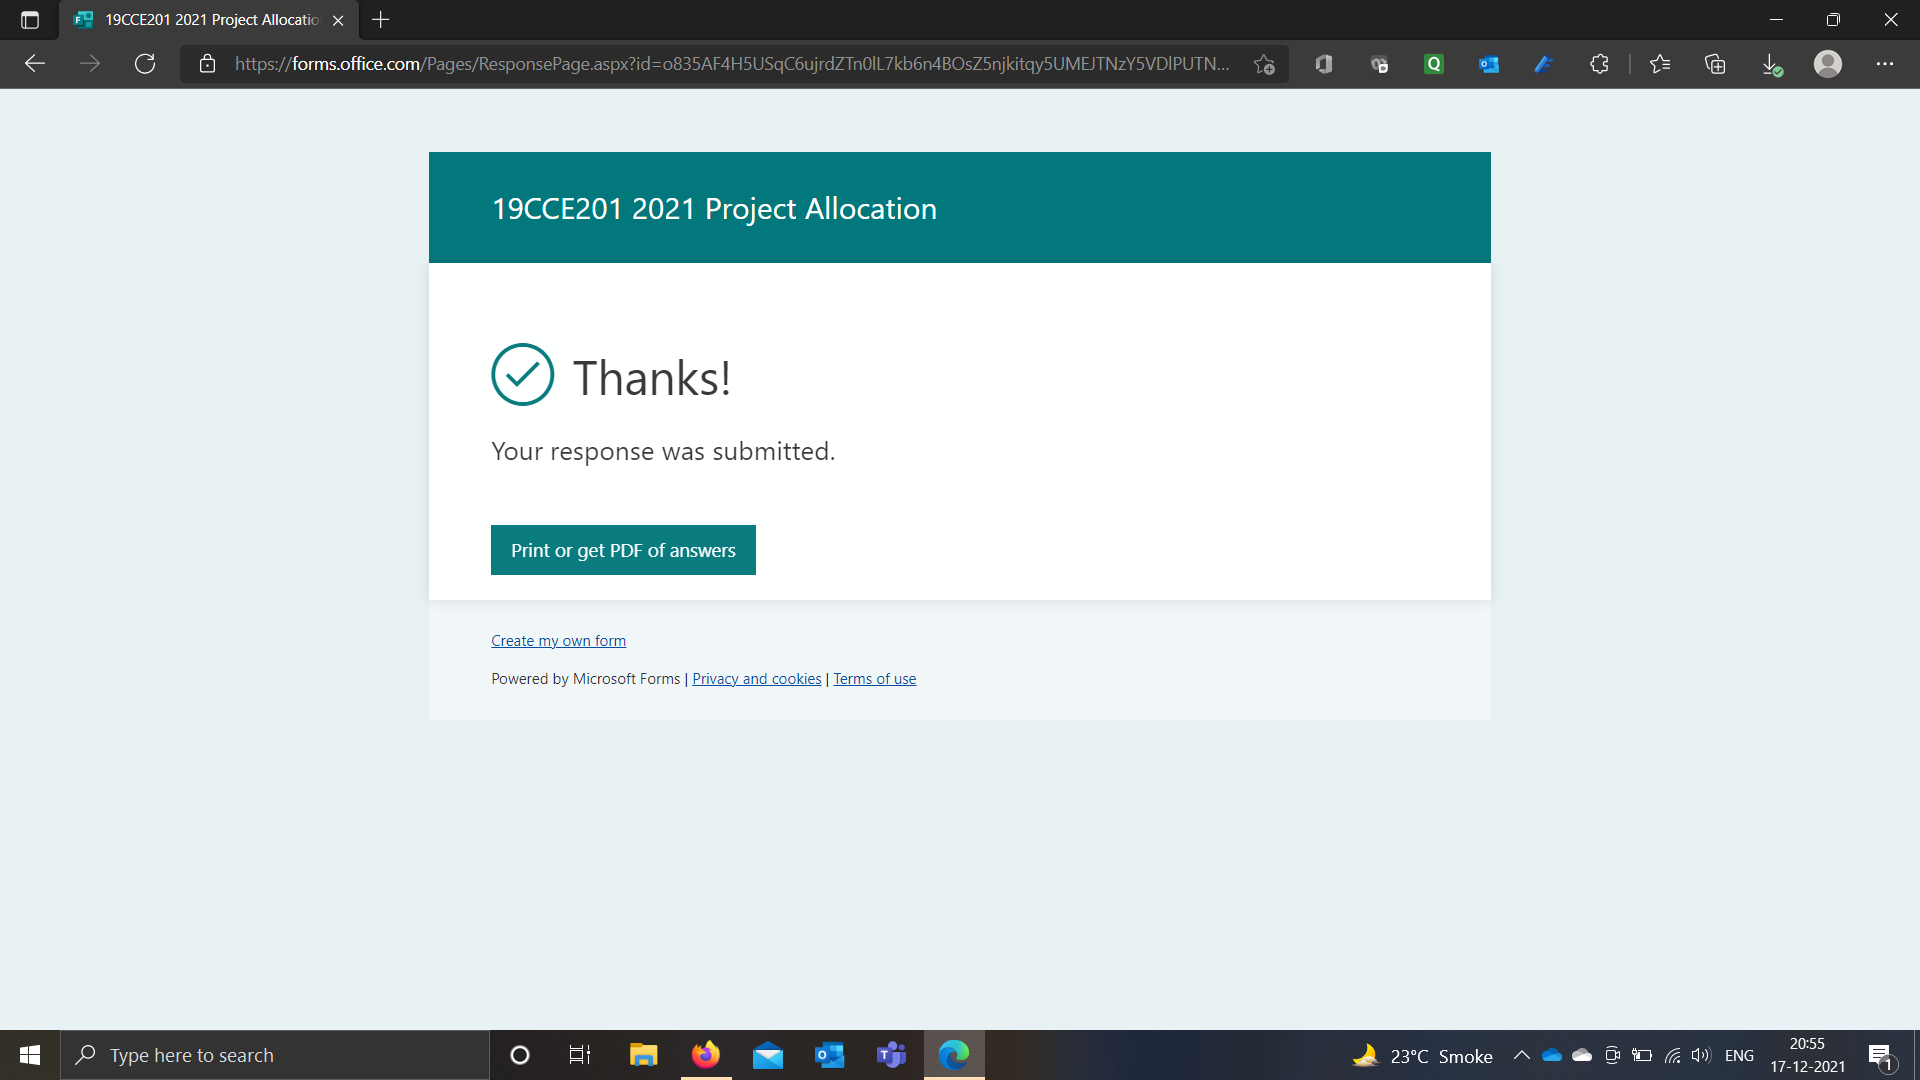 19CCE201 2021 Project Allocatio
https://forms.office.com/Pages/ResponsePage.aspx?id=o835AF4H5USqC6ujrdZTn0lL7kb6n4BOsZ5njkitqy5UMEJTNzY5VDlPUTN...
19CCE201 2021 Project Allocation
Thanks!
Your response was submitted.
Print or get PDF of answers
Create my own form
Powered by Microsoft Forms | Privacy and cookies | Terms of use
Type here to search
23°C Smoke
ENG
20:55
17-12-2021
1